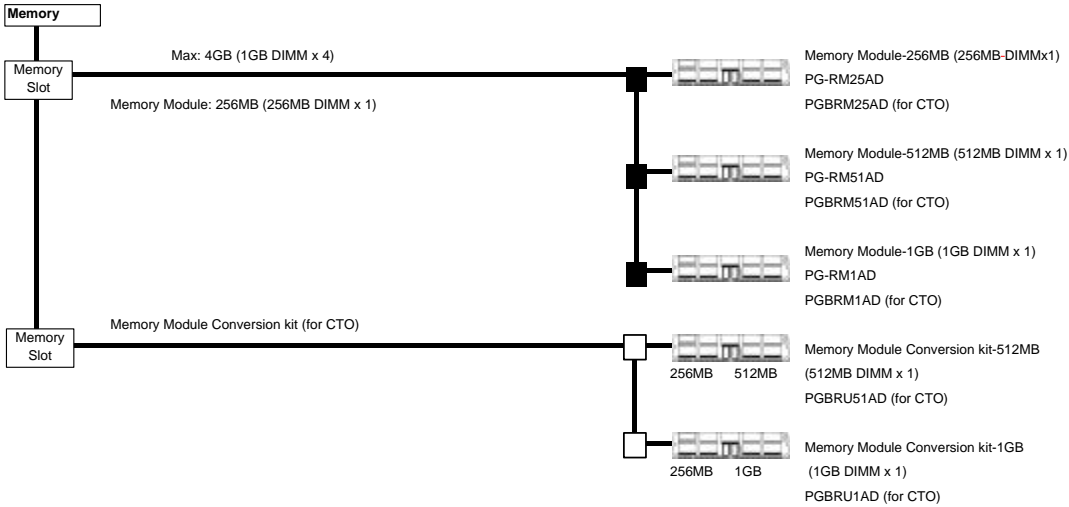 Memory
Max: 4GB (1GB DIMM x 4)
Memory
Slot
Memory Module: 256MB (256MB DIMM x 1)
Memory Module-256MB (256MB-DIMMx1)
PG-RM25AD
PGBRM25AD (for CTO)
Memory Module-512MB (512MB DIMM x 1)
PG-RM51AD
PGBRM51AD (for CTO)
Memory Module-1GB (1GB DIMM x 1)
PG-RM1AD
PGBRM1AD (for CTO)
Memory Module Conversion kit (for CTO)
Memory
Slot
256MB 512MB
Memory Module Conversion kit-512MB
(512MB DIMM x 1)
PGBRU51AD (for CTO)
256MB 1GB
Memory Module Conversion kit-1GB
(1GB DIMM x 1)
PGBRU1AD (for CTO)